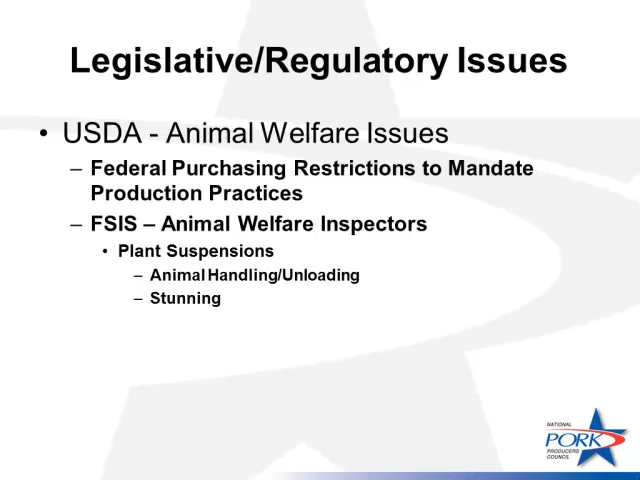 Legislative/Regulatory Issues
• USDA - Animal Welfare Issues
– Federal Purchasing Restrictions to Mandate
Production Practices
– FSIS – Animal Welfare Inspectors
• Plant Suspensions
– Animal Handling/Unloading
– Stunning
NATIONAL
PORK
PRODUCERS
COUNCIL